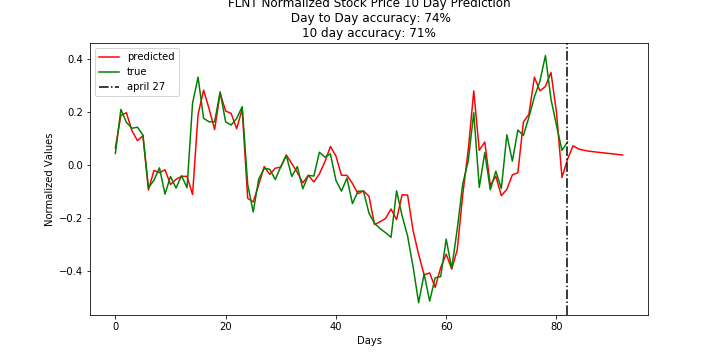 FLNT Normalized Stock Price 10 Day Prediction
Day to Day accuracy: 74%
10 day accuracy: 71%
predicted
true
april 27
Normalized Values
0.4
0.2
0.0
−0.2
−0.4
0
20
40
60
80
Days